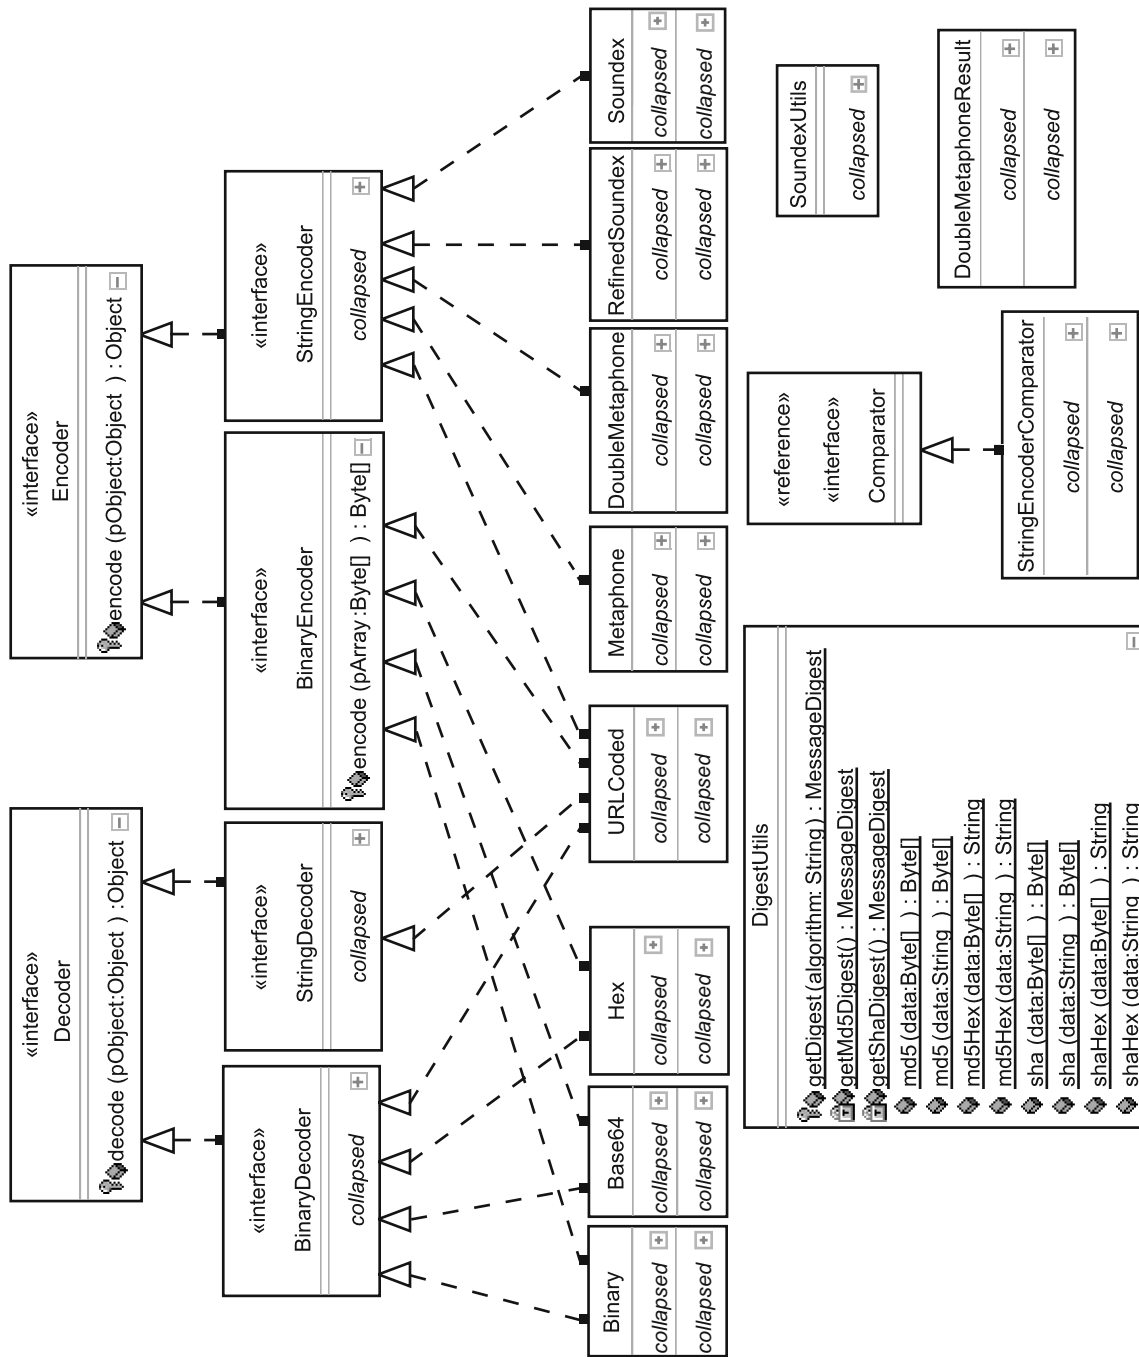 «interface»
Decoder
decode (pObject:Object ) :Object
«interface»
Encoder
encode (pObject:Object ) : Object
«interface»
BinaryDecoder
collapsed
«interface»
StringDecoder
collapsed
«interface»
BinaryEncoder
encode (pArray:Byte[] ) : Byte[]
«interface»
StringEncoder
collapsed
Binary
collapsed
collapsed
Base64
collapsed
collapsed
Hex
collapsed
collapsed
URLCoded
collapsed
collapsed
Metaphone
collapsed
collapsed
DoubleMetaphone
collapsed
collapsed
RefinedSoundex
collapsed
collapsed
Soundex
collapsed
collapsed
DigestUtils
getDigest (algorithm: String ) : MessageDigest
getMd5Digest() : MessageDigest
getShaDigest() : MessageDigest
md5 (data:Byte[] ) : Byte[]
md5 (data:String ) : Byte[]
md5Hex (data:Byte[] ) : String
md5Hex (data:String ) : String
sha (data:Byte[] ) : Byte[]
sha (data:String ) : Byte[]
shaHex (data:Byte[] ) : String
shaHex (data:String ) : String
«reference»
«interface»
Comparator
StringEncoderComparator
collapsed
collapsed
SoundexUtils
collapsed
DoubleMetaphoneResult
collapsed
collapsed